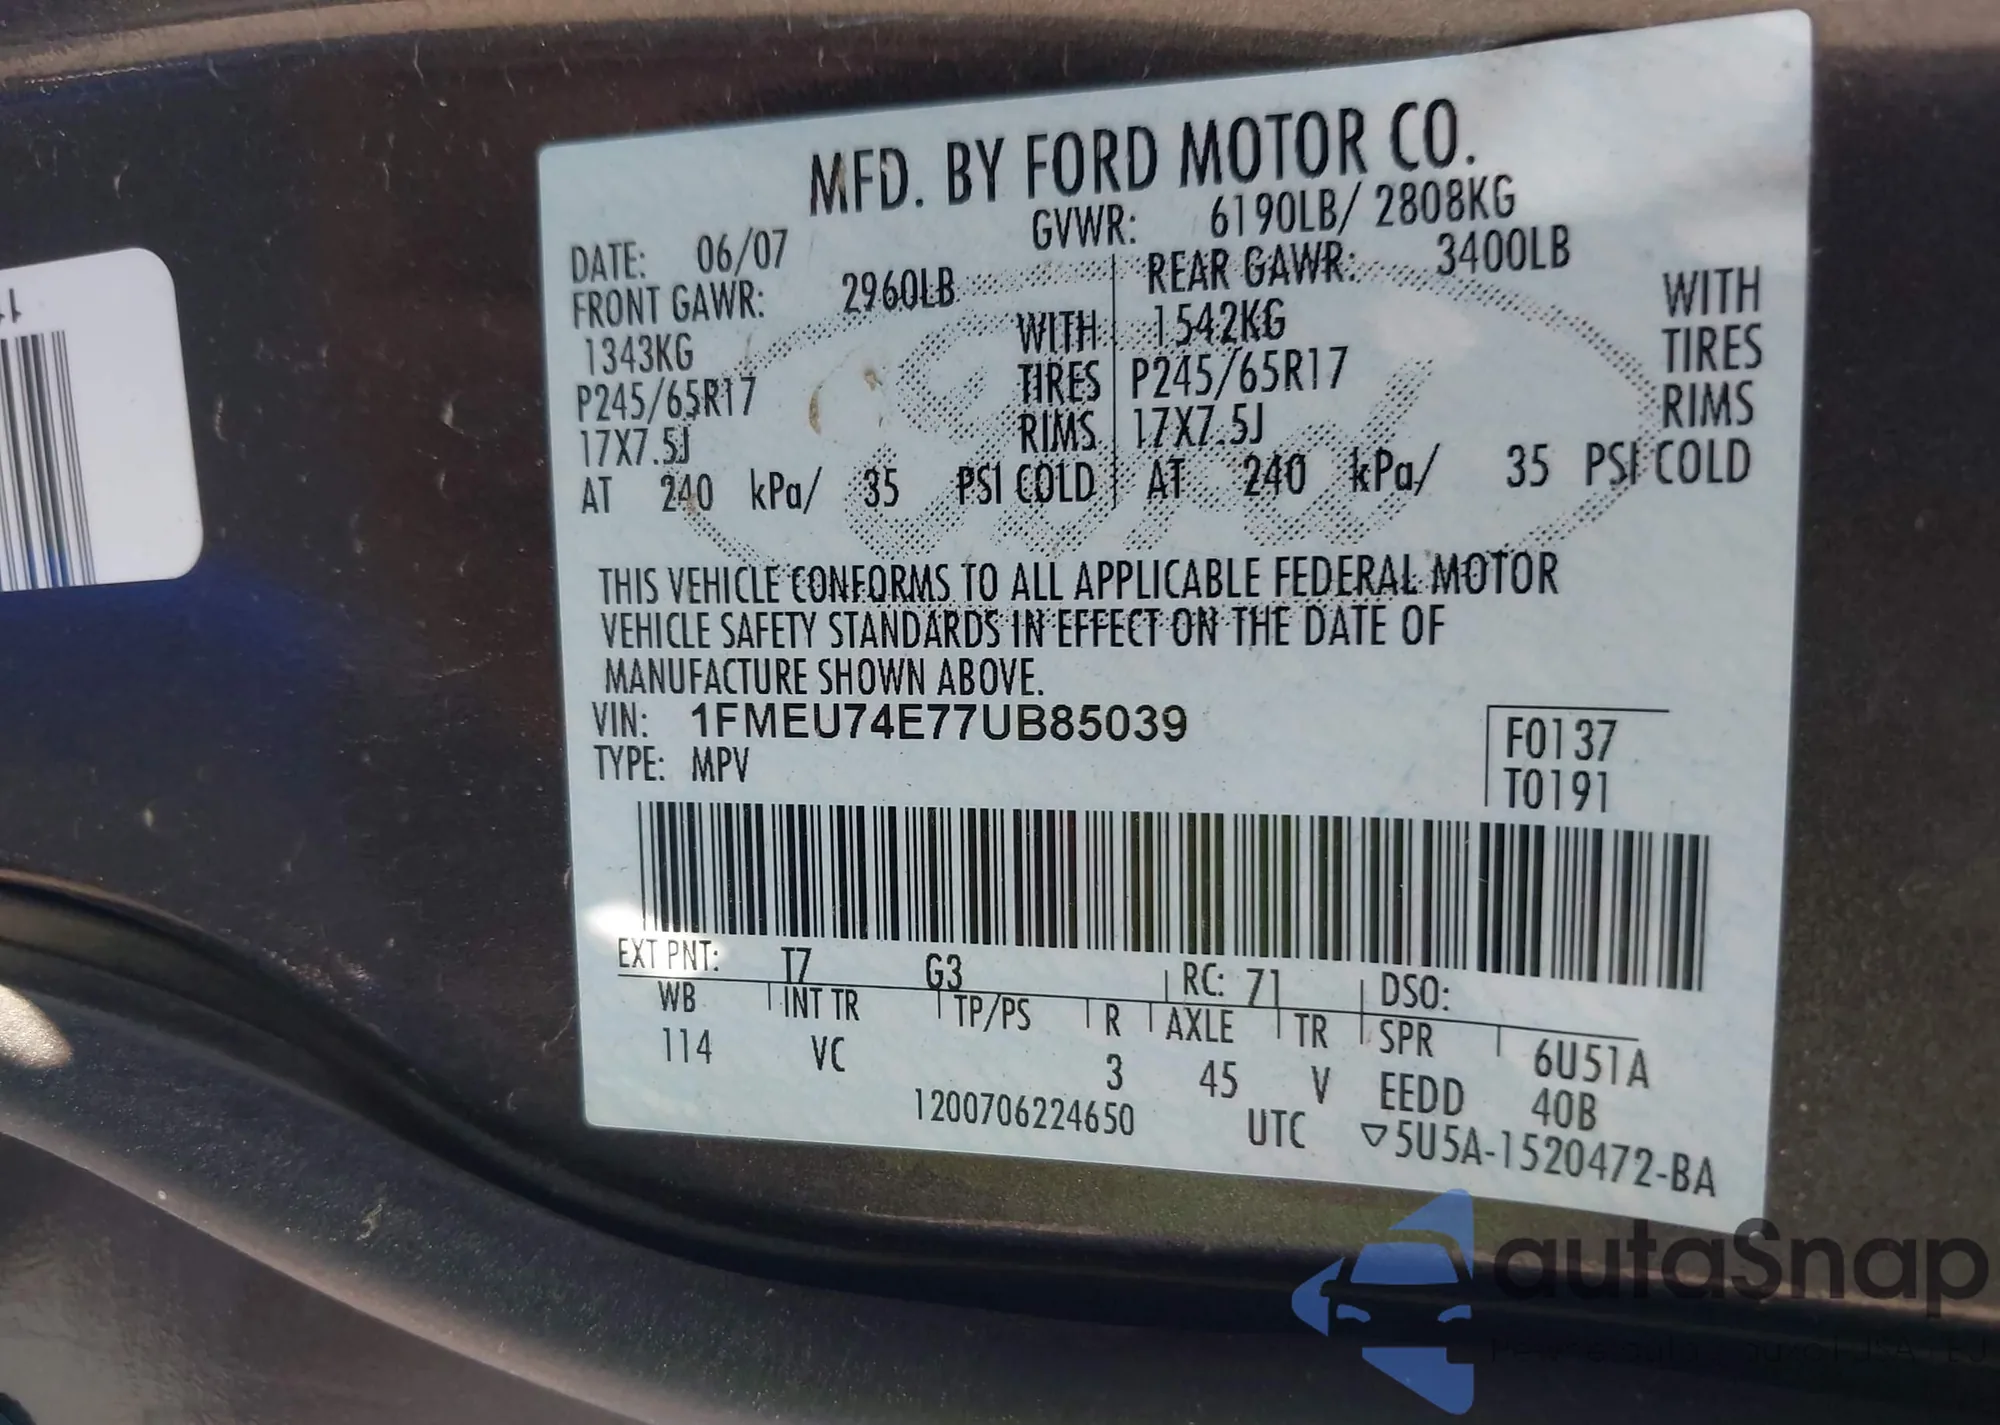 MFD. BY FORD MOTOR CO.
DATE: 06/07 GVWR: 6190LB/ 2808KG
FRONT GAWR: 2960LB REAR GAWR: 3400LB
1343KG WITH 1542KG WITH
P245/65R17 TIRES P245/65R17 TIRES
17X7.5J RIMS 17X7.5J RIMS
AT 240 kPa/ 35 PSI COLD AT 240 kPa/ 35 PSI COLD
THIS VEHICLE CONFORMS TO ALL APPLICABLE FEDERAL MOTOR
VEHICLE SAFETY STANDARDS IN EFFECT ON THE DATE OF
MANUFACTURE SHOWN ABOVE.
VIN: 1FMEU74E77UB85039 F0137
TYPE: MPV T0191
EXT PNT: T7 G3 RC: 71 DSO:
WB INT TR TP/PS R AXLE TR SPR 6U51A
114 VC 3 45 V EEDD 40B
1200706224650 UTC ▽5U5A-1520472-BA
autaSnap